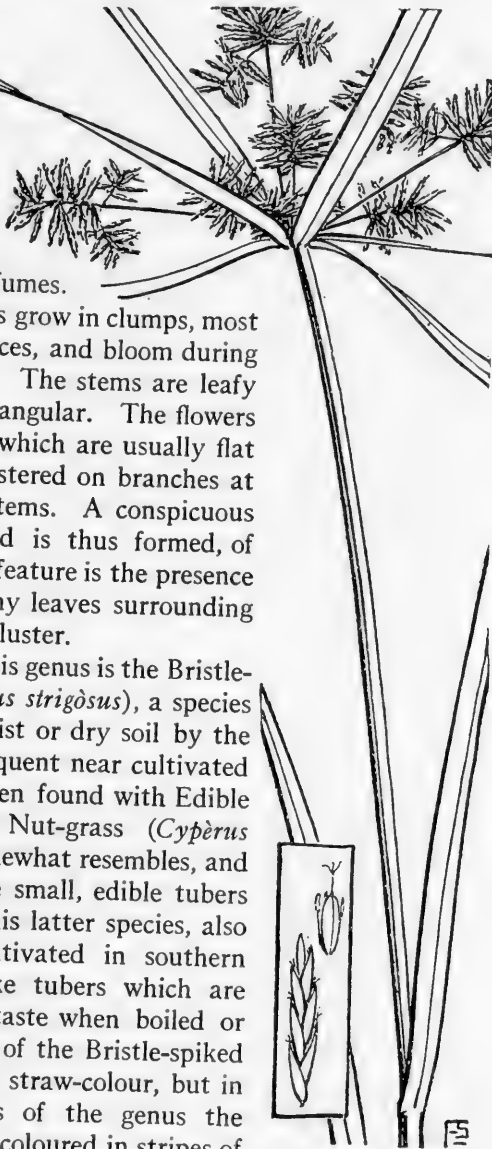 fumes.
s grow in clumps, most
ces, and bloom during
The stems are leafy
angular. The flowers
which are usually flat
stered on branches at
tems. A conspicuous
d is thus formed, of
feature is the presence
ny leaves surrounding
luster.
is genus is the Bristle-
us strigòsus), a species
ist or dry soil by the
quent near cultivated
en found with Edible
Nut-grass (Cypèrus
newhat resembles, and
e small, edible tubers
his latter species, also
ltivated in southern
ke tubers which are
taste when boiled or
of the Bristle-spiked
straw-colour, but in
s of the genus the
coloured in stripes of